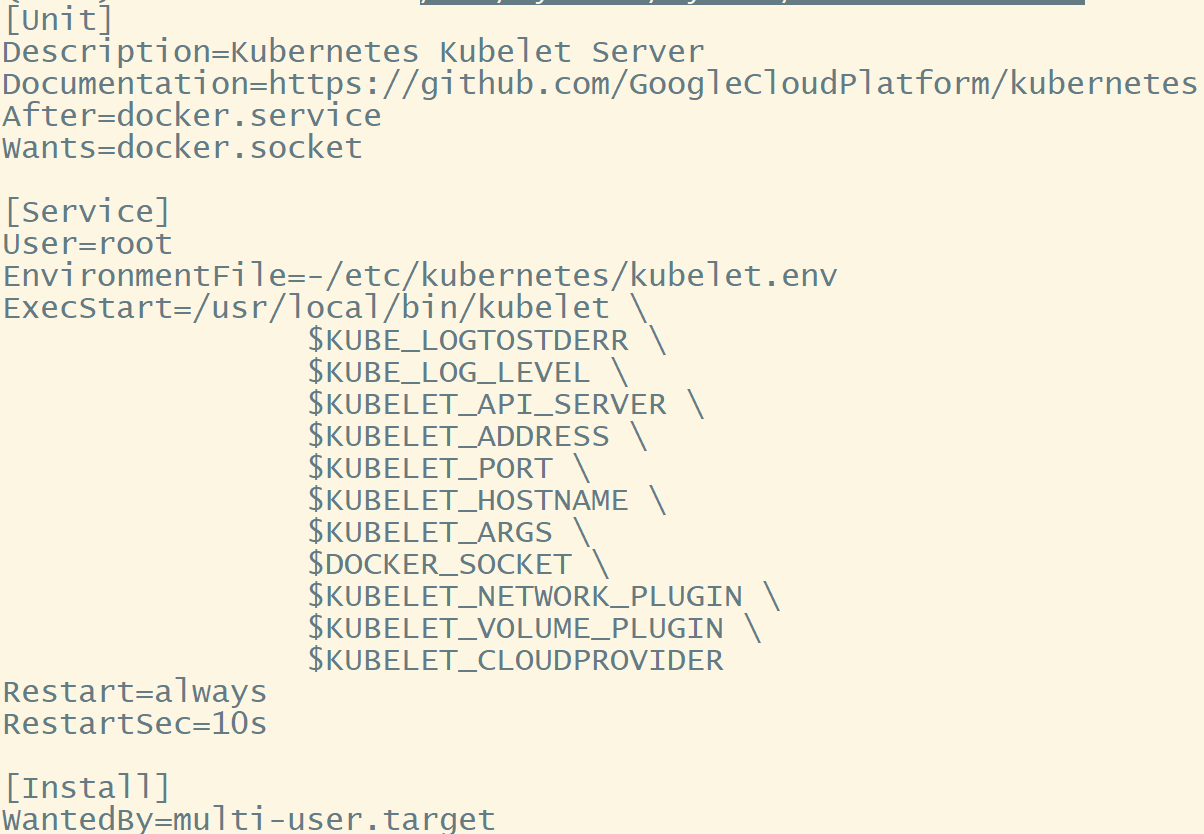 [Unit]
Description=Kubernetes Kubelet Server
Documentation=https://github.com/GoogleCloudPlatform/kubernetes
After=docker.service
Wants=docker.socket

[Service]
User=root
EnvironmentFile=-/etc/kubernetes/kubelet.env
ExecStart=/usr/local/bin/kubelet \
                $KUBE_LOGTOSTDERR \
                $KUBE_LOG_LEVEL \
                $KUBELET_API_SERVER \
                $KUBELET_ADDRESS \
                $KUBELET_PORT \
                $KUBELET_HOSTNAME \
                $KUBELET_ARGS \
                $DOCKER_SOCKET \
                $KUBELET_NETWORK_PLUGIN \
                $KUBELET_VOLUME_PLUGIN \
                $KUBELET_CLOUDPROVIDER
Restart=always
RestartSec=10s

[Install]
WantedBy=multi-user.target